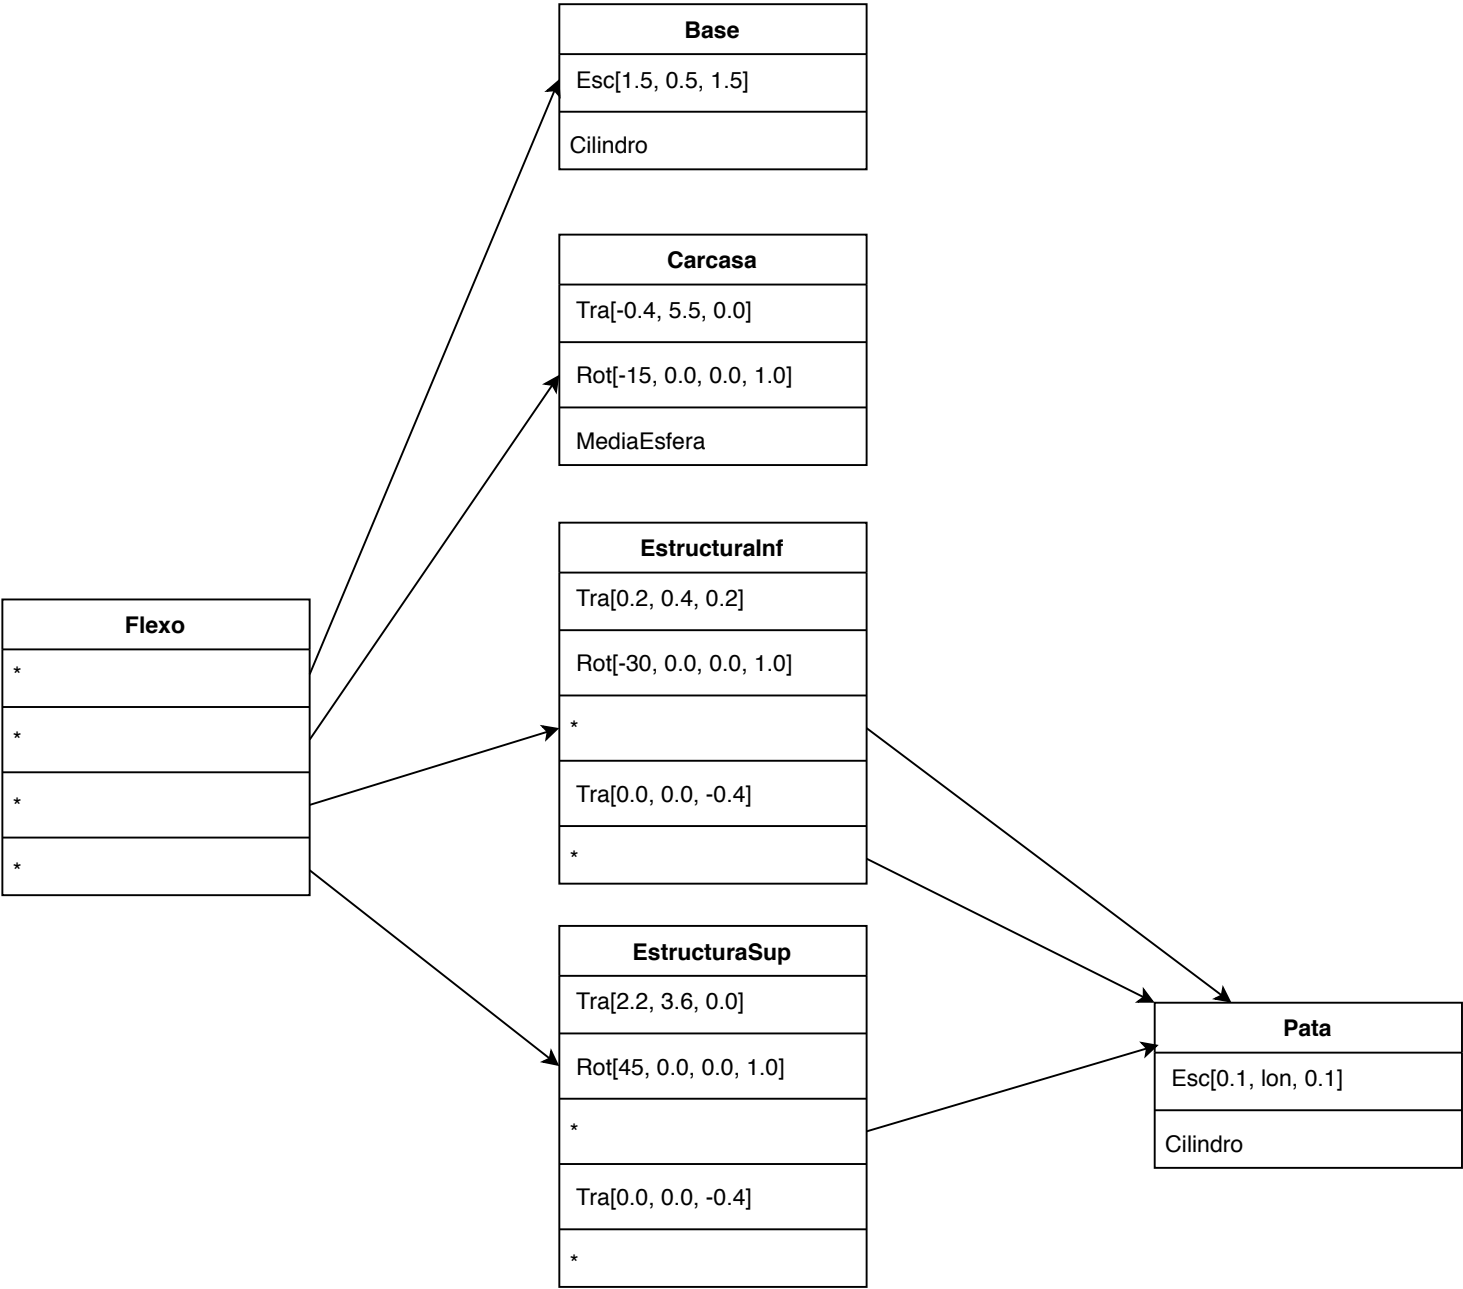 Base
Esc[1.5, 0.5, 1.5]
Cilindro
Carcasa
Tra[-0.4, 5.5, 0.0]
Rot[-15, 0.0, 0.0, 1.0]
MediaEsfera
Flexo
*
*
*
*
EstructuraInf
Tra[0.2, 0.4, 0.2]
Rot[-30, 0.0, 0.0, 1.0]
*
Tra[0.0, 0.0, -0.4]
*
EstructuraSup
Tra[2.2, 3.6, 0.0]
Rot[45, 0.0, 0.0, 1.0]
*
Tra[0.0, 0.0, -0.4]
*
Pata
Esc[0.1, lon, 0.1]
Cilindro